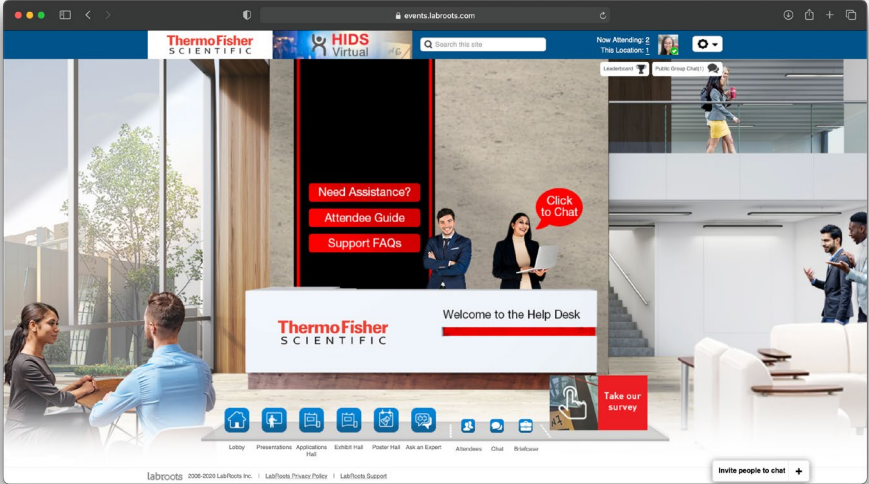 events.labroots.com
ThermoFisher
SCIENTIFIC
HIDS
Virtual
Search this site
Now Attending: 2
This Location: 1
Leaderboard
Public Group Chat(1)
Need Assistance?
Attendee Guide
Support FAQs
Click
to Chat
ThermoFisher
SCIENTIFIC
Welcome to the Help Desk
Take our
survey
Lobby
Presentations
Applications
Hall
Exhibit Hall
Poster Hall
Ask an Expert
Attendees
Chat
Briefcase
labroots 2008-2020 LabRoots Inc. | LabRoots Privacy Policy | LabRoots Support
Invite people to chat +